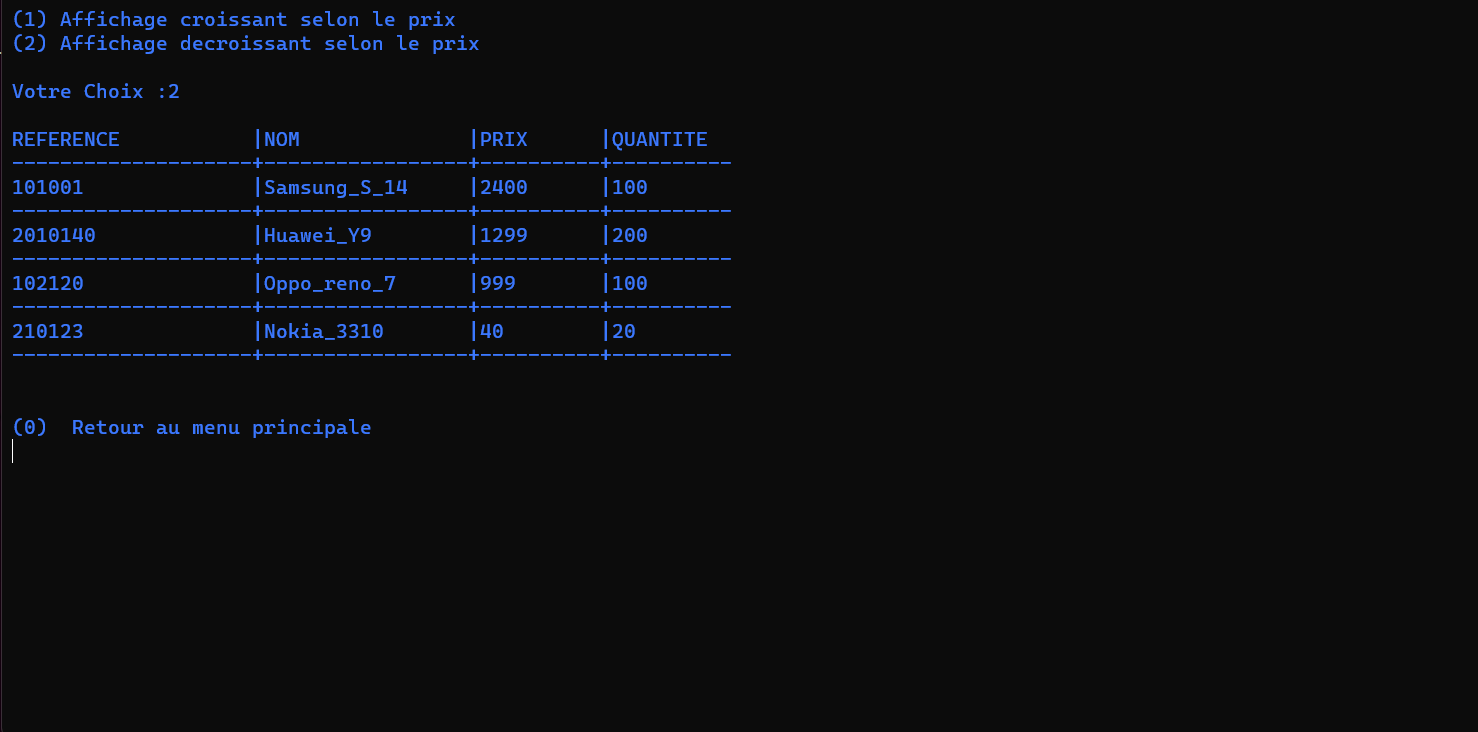 (1) Affichage croissant selon le prix
(2) Affichage decroissant selon le prix
Votre Choix :2
REFERENCE           |NOM              |PRIX      |QUANTITE
--------------------+-----------------+----------+----------
101001              |Samsung_S_14     |2400      |100
--------------------+-----------------+----------+----------
2010140             |Huawei_Y9        |1299      |200
--------------------+-----------------+----------+----------
102120              |Oppo_reno_7      |999       |100
--------------------+-----------------+----------+----------
210123              |Nokia_3310       |40        |20
--------------------+-----------------+----------+----------
(0)  Retour au menu principale